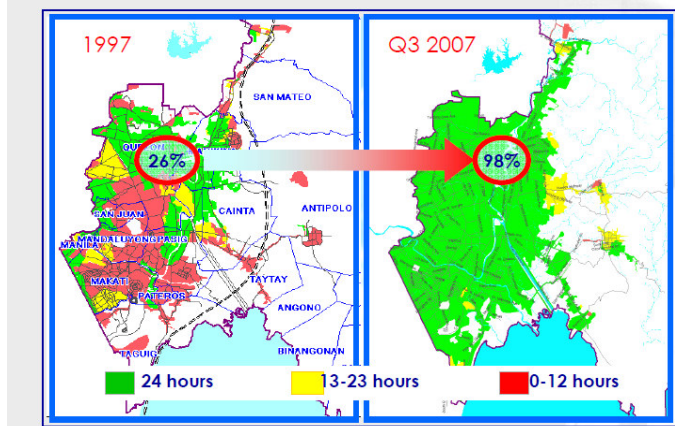 1997
Q3 2007
SAN MATEO
26%
98%
CAINTA
ANTIPOLO
SAN JUAN
MANDALUYONG
PASIG
MANILA
MAKATI
PATEROS
TAYTAY
ANGONO
TAGUIG
BINANGONAN
24 hours
13-23 hours
0-12 hours